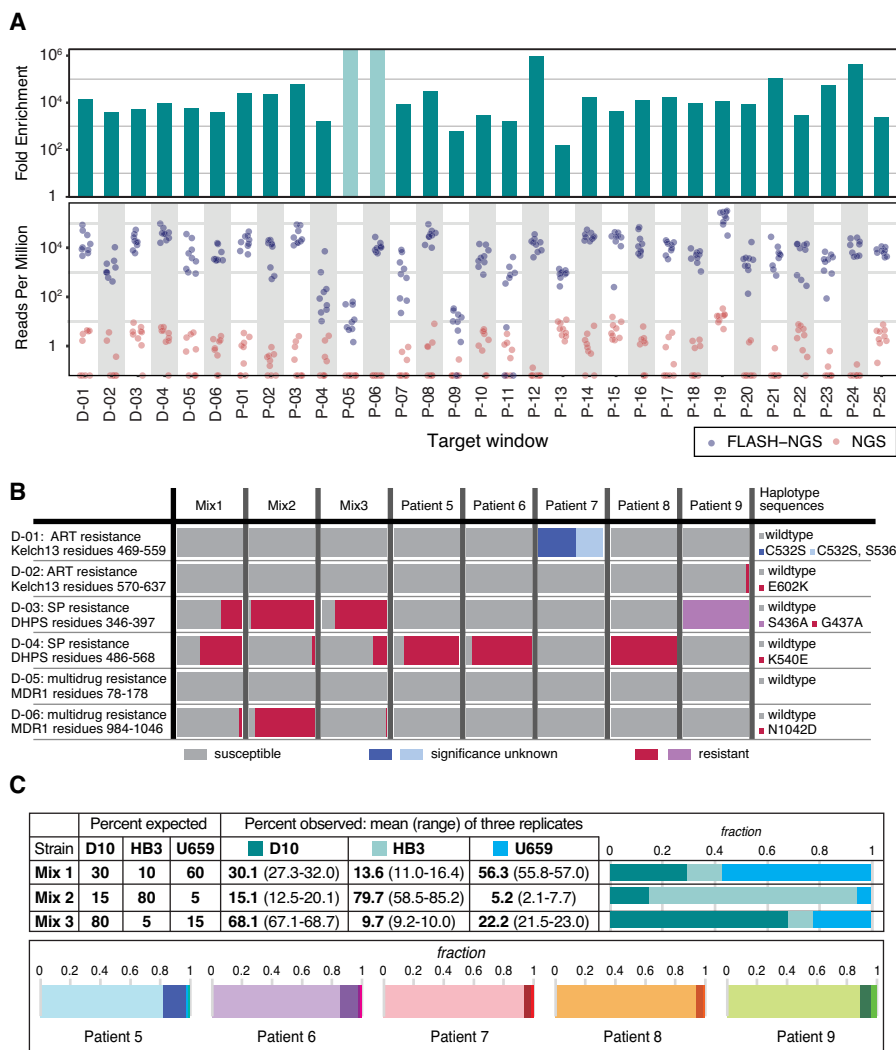 A
Fold Enrichment
10⁶
10⁴
10²
1
Reads Per Million
10⁴
10²
1
D-01 D-02 D-03 D-04 D-05 D-06 P-01 P-02 P-03 P-04 P-05 P-06 P-07 P-08 P-09 P-10 P-11 P-12 P-13 P-14 P-15 P-16 P-17 P-18 P-19 P-20 P-21 P-22 P-23 P-24 P-25
Target window
FLASH–NGS NGS
B
Mix1 Mix2 Mix3 Patient 5 Patient 6 Patient 7 Patient 8 Patient 9 Haplotype
sequences
D-01: ART resistance
Kelch13 residues 469-559
wildtype
C532S C532S, S536
D-02: ART resistance
Kelch13 residues 570-637
wildtype
E602K
D-03: SP resistance
DHPS residues 346-397
wildtype
S436A G437A
D-04: SP resistance
DHPS residues 486-568
wildtype
K540E
D-05: multidrug resistance
MDR1 residues 78-178
wildtype
D-06: multidrug resistance
MDR1 residues 984-1046
wildtype
N1042D
susceptible significance unknown resistant
C
Percent expected Percent observed: mean (range) of three replicates fraction
Strain D10 HB3 U659 D10 HB3 U659 0 0.2 0.4 0.6 0.8 1
Mix 1 30 10 60 30.1 (27.3-32.0) 13.6 (11.0-16.4) 56.3 (55.8-57.0)
Mix 2 15 80 5 15.1 (12.5-20.1) 79.7 (58.5-85.2) 5.2 (2.1-7.7)
Mix 3 80 5 15 68.1 (67.1-68.7) 9.7 (9.2-10.0) 22.2 (21.5-23.0)
fraction fraction fraction
0 0.2 0.4 0.6 0.8 1 0 0.2 0.4 0.6 0.8 1 0 0.2 0.4 0.6 0.8 1 0 0.2 0.4 0.6 0.8 1 0 0.2 0.4 0.6 0.8 1
Patient 5 Patient 6 Patient 7 Patient 8 Patient 9